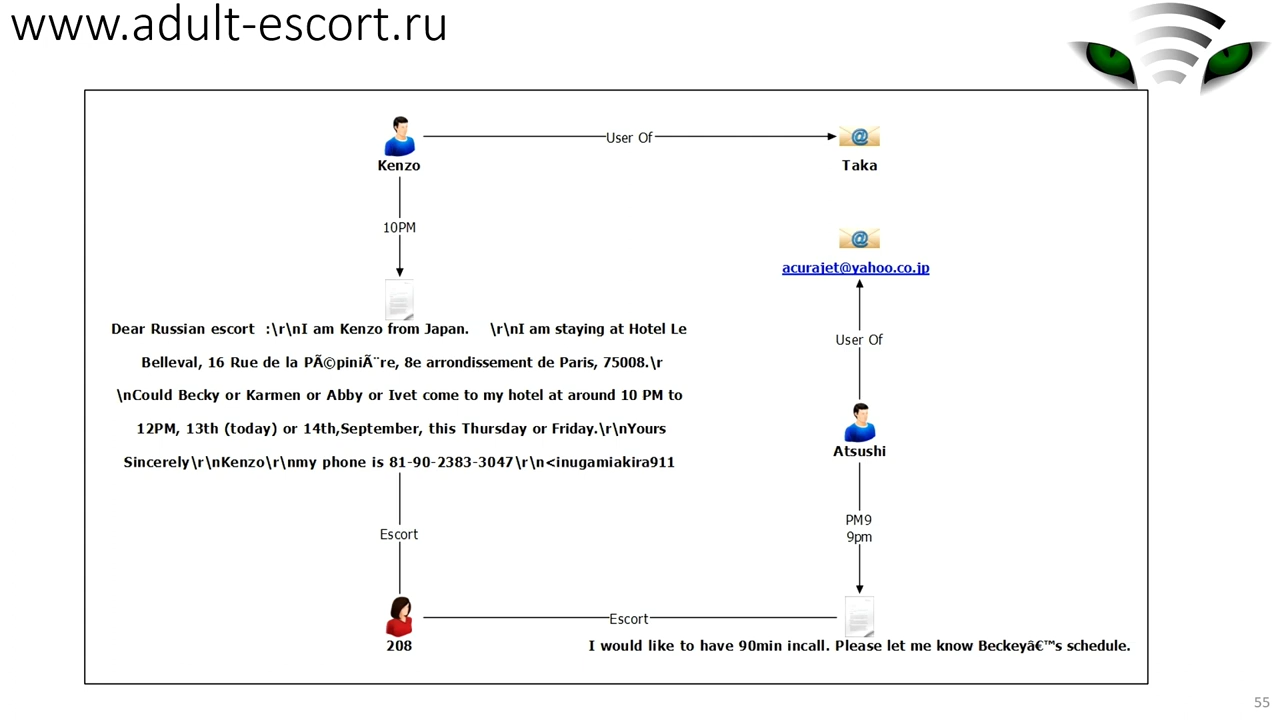 www.adult-escort.ru
User Of
Kenzo
Taka
10PM
acurajet@yahoo.co.jp
Dear Russian escort :\r\nI am Kenzo from Japan. \r\nI am staying at Hotel Le
Belleval, 16 Rue de la PÃ©piniÃ¨re, 8e arrondissement de Paris, 75008.\r
\nCould Becky or Karmen or Abby or Ivet come to my hotel at around 10 PM to
12PM, 13th (today) or 14th,September, this Thursday or Friday.\r\nYours
Sincerely\r\nKenzo\r\nmy phone is 81-90-2383-3047\r\n<inugamiakira911
User Of
Atsushi
Escort
PM9
9pm
Escort
208
I would like to have 90min incall. Please let me know Beckeyâ€™s schedule.
55